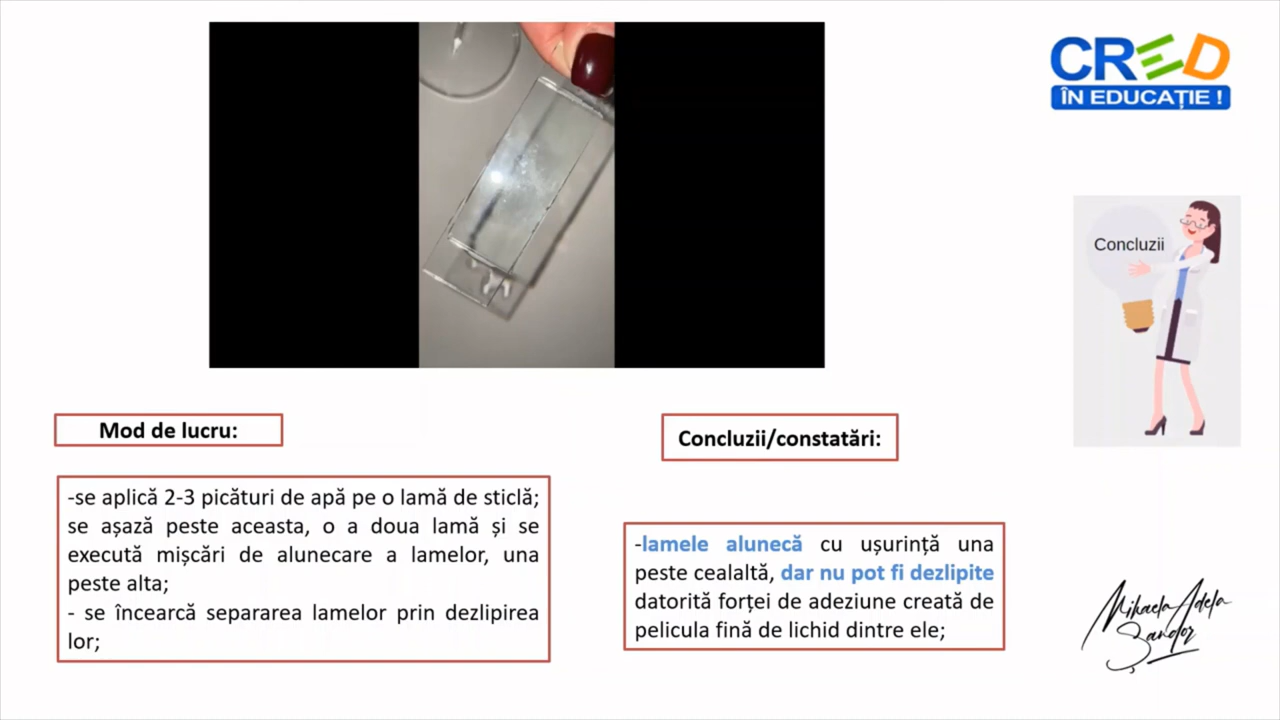 CRED
ÎN EDUCAȚIE !
Concluzii
Mod de lucru:
-se aplică 2-3 picături de apă pe o lamă de sticlă;
se așază peste aceasta, o a doua lamă și se
execută mișcări de alunecare a lamelor, una
peste alta;
- se încearcă separarea lamelor prin dezlipirea
lor;
Concluzii/constatări:
-lamele alunecă cu ușurință una
peste cealaltă, dar nu pot fi dezlipite
datorită forței de adeziune creată de
pelicula fină de lichid dintre ele;
Mihaela Adela
Șandor